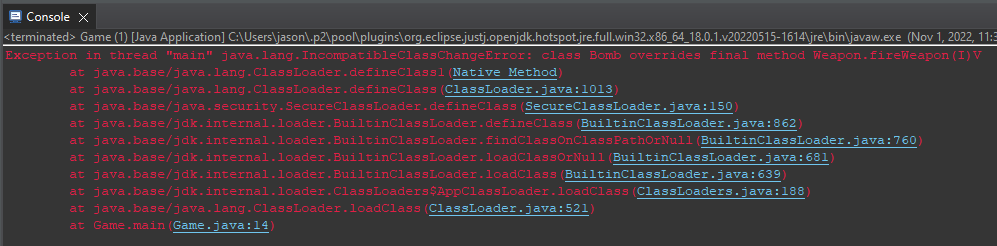 Console
<terminated> Game (1) [Java Application] C:\Users\jason\.p2\pool\plugins\org.eclipse.justj.openjdk.hotspot.jre.full.win32.x86_64_18.0.1.v20220515-1614\jre\bin\javaw.exe (Nov 1, 2022, 11:3
Exception in thread "main" java.lang.IncompatibleClassChangeError: class Bomb overrides final method Weapon.fireWeapon(I)V
at java.base/java.lang.ClassLoader.defineClass1(Native Method)
at java.base/java.lang.ClassLoader.defineClass(ClassLoader.java:1013)
at java.base/java.security.SecureClassLoader.defineClass(SecureClassLoader.java:150)
at java.base/jdk.internal.loader.BuiltinClassLoader.defineClass(BuiltinClassLoader.java:862)
at java.base/jdk.internal.loader.BuiltinClassLoader.findClassOnClassPathOrNull(BuiltinClassLoader.java:760)
at java.base/jdk.internal.loader.BuiltinClassLoader.loadClassOrNull(BuiltinClassLoader.java:681)
at java.base/jdk.internal.loader.BuiltinClassLoader.loadClass(BuiltinClassLoader.java:639)
at java.base/jdk.internal.loader.ClassLoaders$AppClassLoader.loadClass(ClassLoaders.java:188)
at java.base/java.lang.ClassLoader.loadClass(ClassLoader.java:521)
at Game.main(Game.java:14)